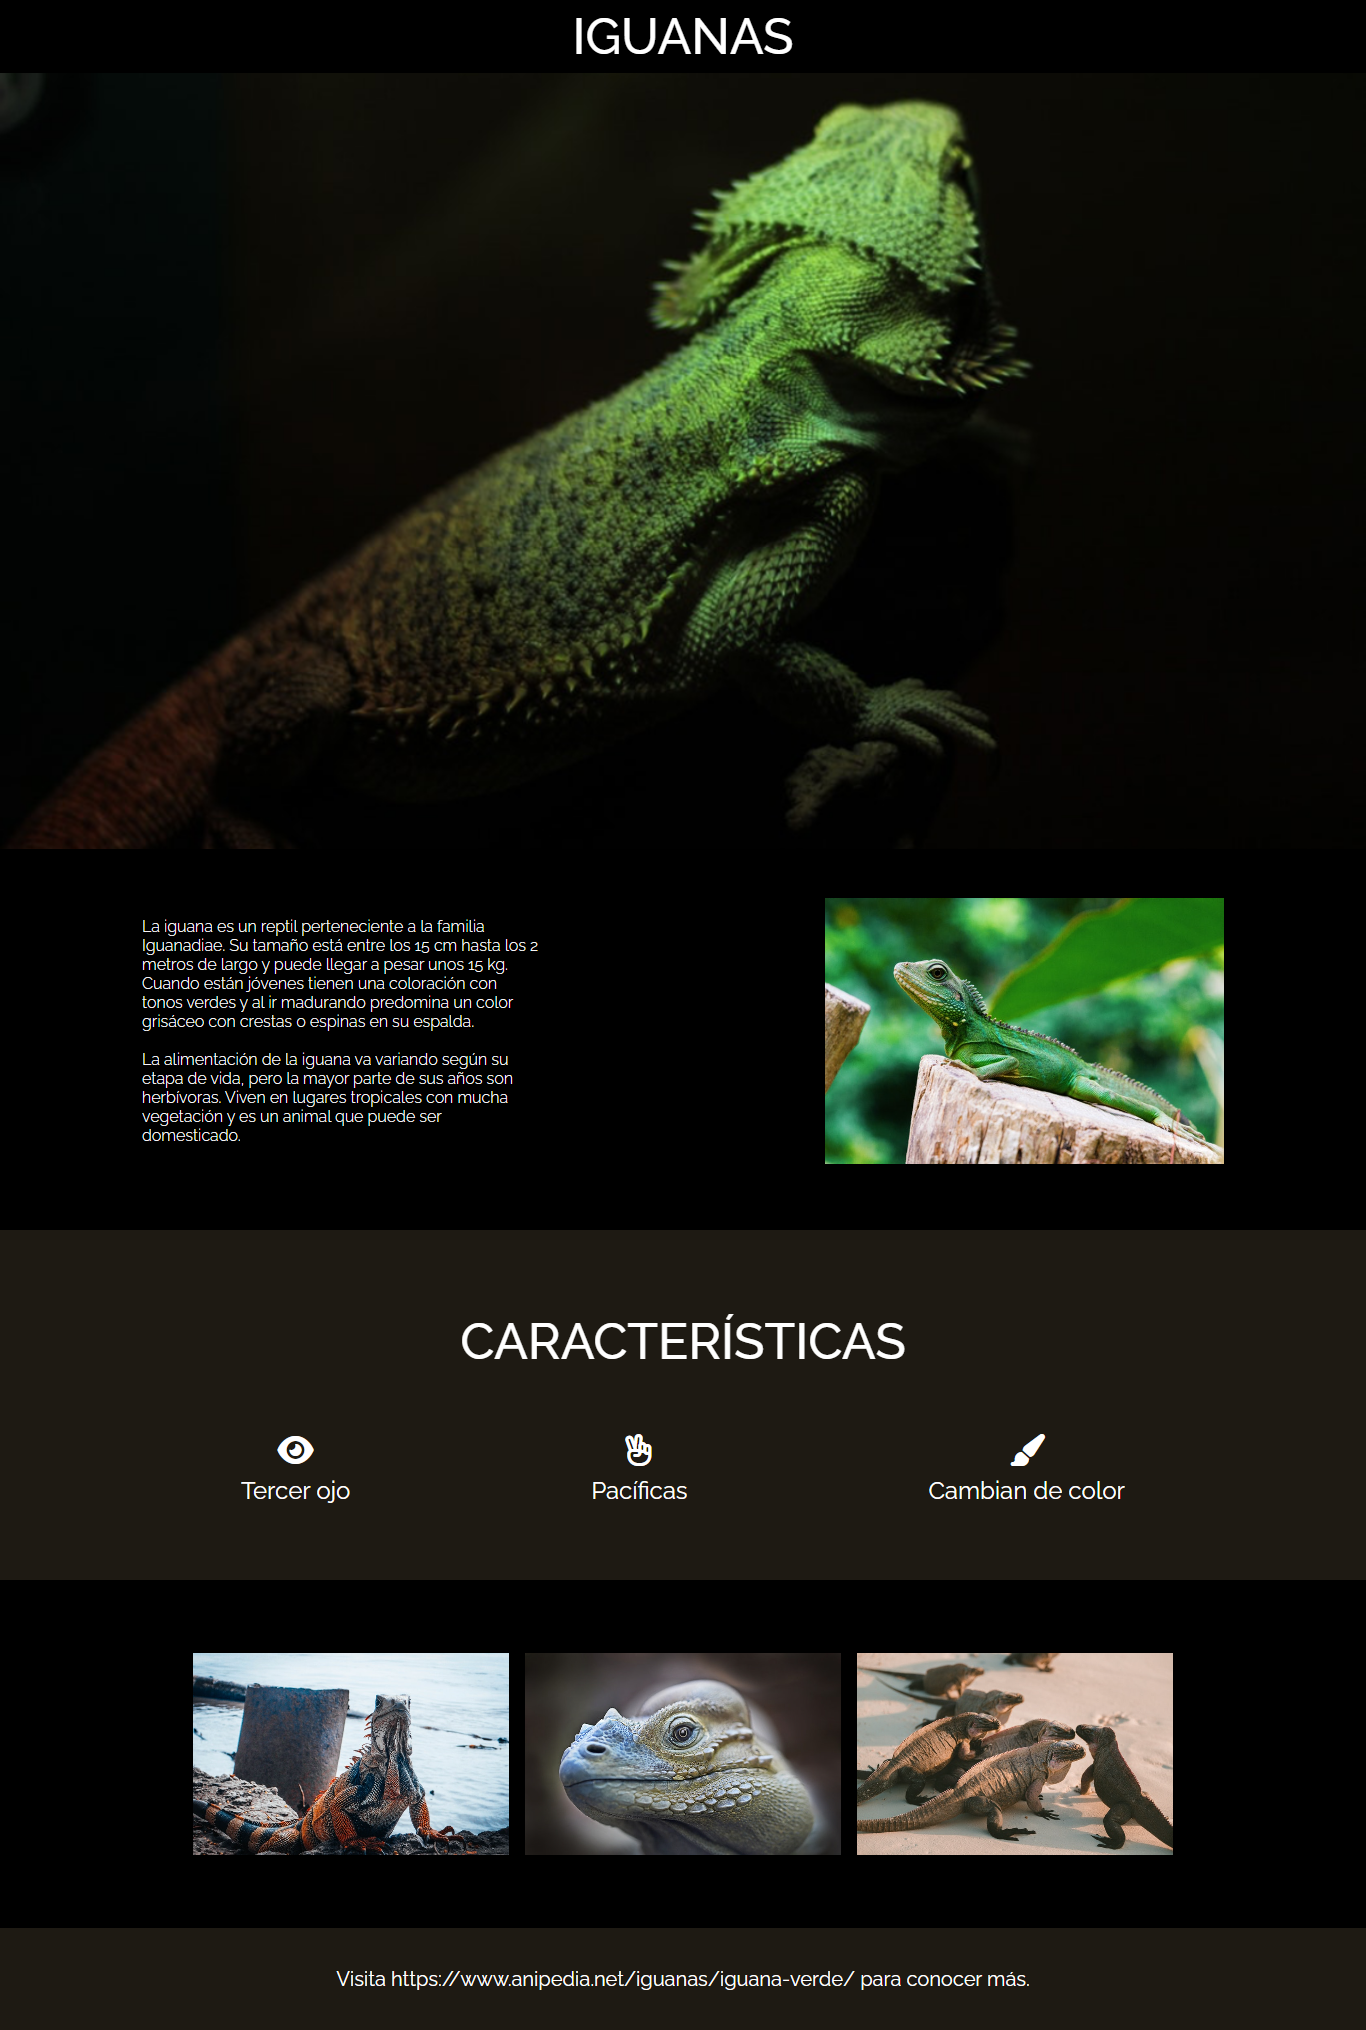 IGUANAS
La iguana es un reptil perteneciente a la familia
Iguanadiae. Su tamaño está entre los 15 cm hasta los 2
metros de largo y puede llegar a pesar unos 15 kg.
Cuando están jóvenes tienen una coloración con
tonos verdes y al ir madurando predomina un color
grisáceo con crestas o espinas en su espalda.
La alimentación de la iguana va variando según su
etapa de vida, pero la mayor parte de sus años son
herbívoras. Viven en lugares tropicales con mucha
vegetación y es un animal que puede ser
domesticado.
CARACTERÍSTICAS
Tercer ojo
Pacíficas
Cambian de color
Visita https://www.anipedia.net/iguanas/iguana-verde/ para conocer más.